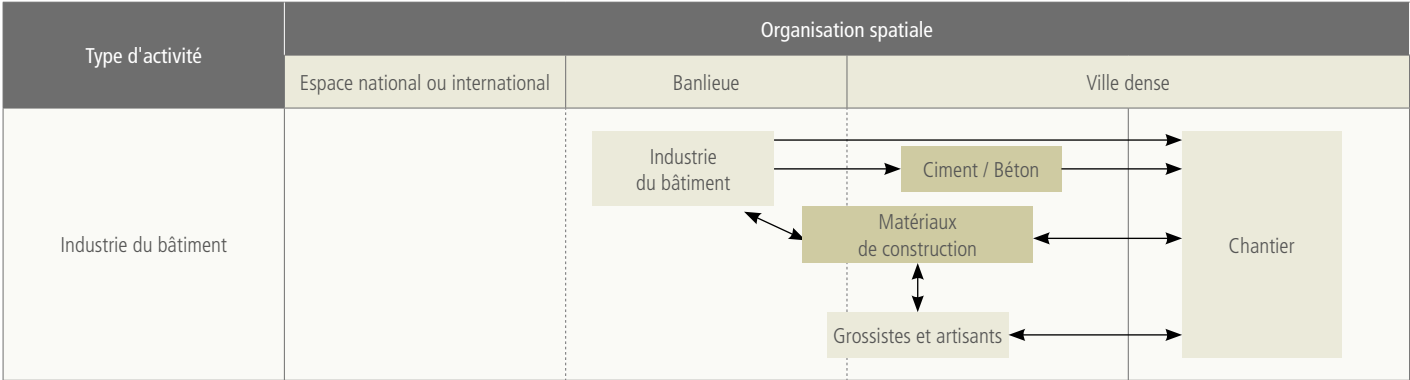 Type d'activité
Organisation spatiale
Espace national ou international
Banlieue
Ville dense
Industrie du bâtiment
Industrie
du bâtiment
Ciment / Béton
Matériaux
de construction
Grossistes et artisants
Chantier